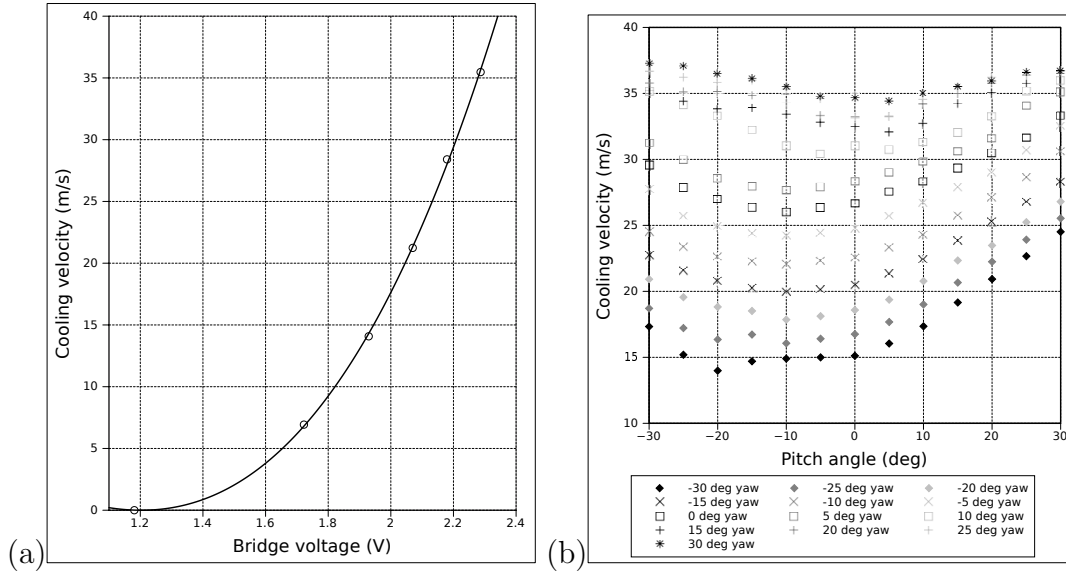 40
35
30
25
20
15
10
5
0
1.2 1.4 1.6 1.8 2 2.2 2.4
Cooling velocity (m/s)
Bridge voltage (V)
(a)
40
35
30
25
20
15
10
−30 −20 −10 0 10 20 30
Cooling velocity (m/s)
Pitch angle (deg)
-30 deg yaw -25 deg yaw -20 deg yaw
-15 deg yaw -10 deg yaw -5 deg yaw
0 deg yaw 5 deg yaw 10 deg yaw
15 deg yaw 20 deg yaw 25 deg yaw
30 deg yaw
(b)